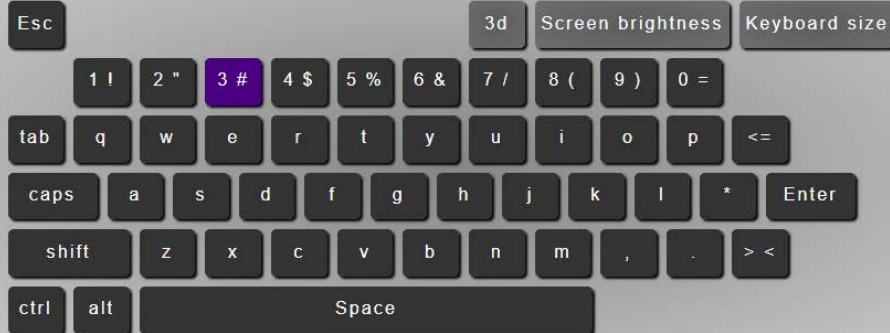 Esc 3d Screen brightness Keyboard size
1 ! 2 " 3 # 4 $ 5 % 6 & 7 / 8 ( 9 ) 0 =
tab q w e r t y u i o p <=
caps a s d f g h j k l * Enter
shift z x c v b n m , . > <
ctrl alt Space